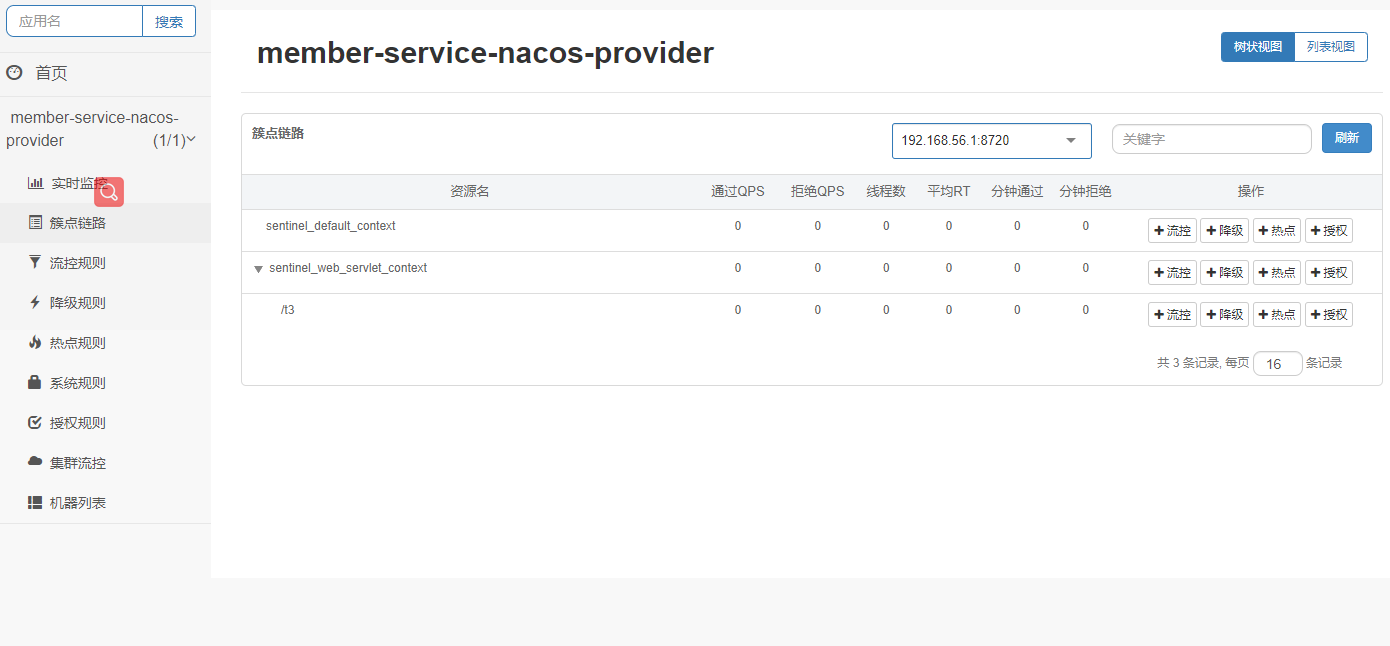 应用名
搜索
首页
member-service-nacos-
provider (1/1)
实时监控
簇点链路
流控规则
降级规则
热点规则
系统规则
授权规则
集群流控
机器列表
member-service-nacos-provider
树状视图 列表视图
簇点链路
192.168.56.1:8720
关键字
刷新
资源名 通过QPS 拒绝QPS 线程数 平均RT 分钟通过 分钟拒绝 操作
sentinel_default_context 0 0 0 0 0 0 流控 降级 热点 授权
sentinel_web_servlet_context 0 0 0 0 0 0 流控 降级 热点 授权
/t3 0 0 0 0 0 0 流控 降级 热点 授权
共 3 条记录, 每页 16 条记录